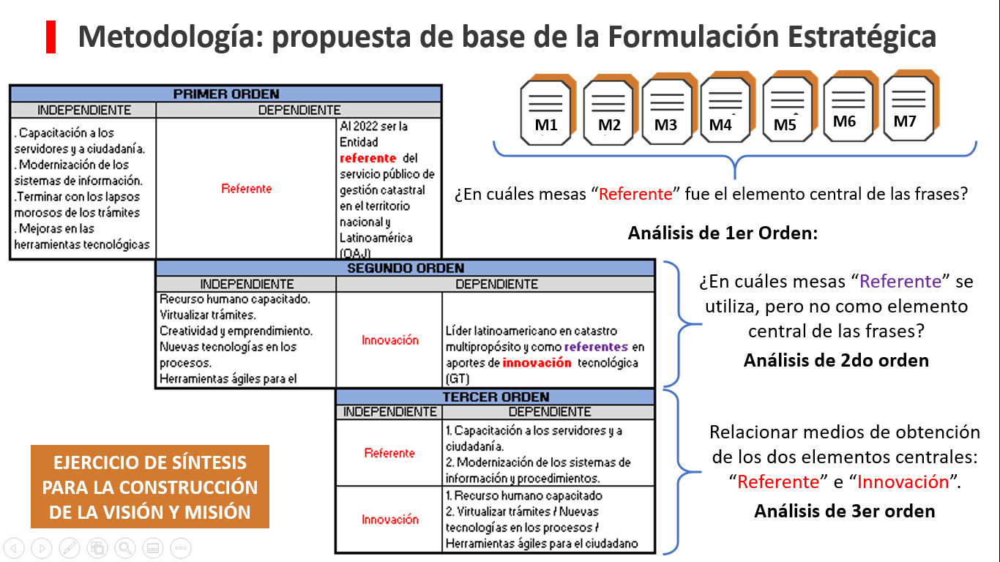 Metodología: propuesta de base de la Formulación Estratégica
PRIMER ORDEN
INDEPENDIENTE
DEPENDIENTE
. Capacitación a los
servidores y a ciudadanía.
. Modernización de los
sistemas de información.
.Terminar con los lapsos
morosos de los trámites
. Mejoras en las
herramientas tecnológicas
Referente
Al 2022 ser la
Entidad
referente del
servicio público de
gestión catastral
en el territorio
nacional y
Latinoamérica
(OAJ)
SEGUNDO ORDEN
INDEPENDIENTE
DEPENDIENTE
Recurso humano capacitado.
Virtualizar trámites.
Creatividad y emprendimiento.
Nuevas tecnologías en los
procesos.
Herramientas ágiles para el
Innovación
Líder latinoamericano en catastro
multipropósito y como referentes en
aportes de innovación tecnológica
(GT)
TERCER ORDEN
INDEPENDIENTE
DEPENDIENTE
Referente
1. Capacitación a los servidores y a
ciudadanía.
2. Modernización de los sistemas de
información y procedimientos.
Innovación
1. Recurso humano capacitado
2. Virtualizar trámites / Nuevas
tecnologías en los procesos /
Herramientas ágiles para el ciudadano
M1
M2
M3
M4
M5
M6
M7
¿En cuáles mesas “Referente” fue el elemento central de las frases?
Análisis de 1er Orden:
¿En cuáles mesas “Referente” se
utiliza, pero no como elemento
central de las frases?
Análisis de 2do orden
Relacionar medios de obtención
de los dos elementos centrales:
“Referente” e “Innovación”.
Análisis de 3er orden
EJERCICIO DE SÍNTESIS
PARA LA CONSTRUCCIÓN
DE LA VISIÓN Y MISIÓN